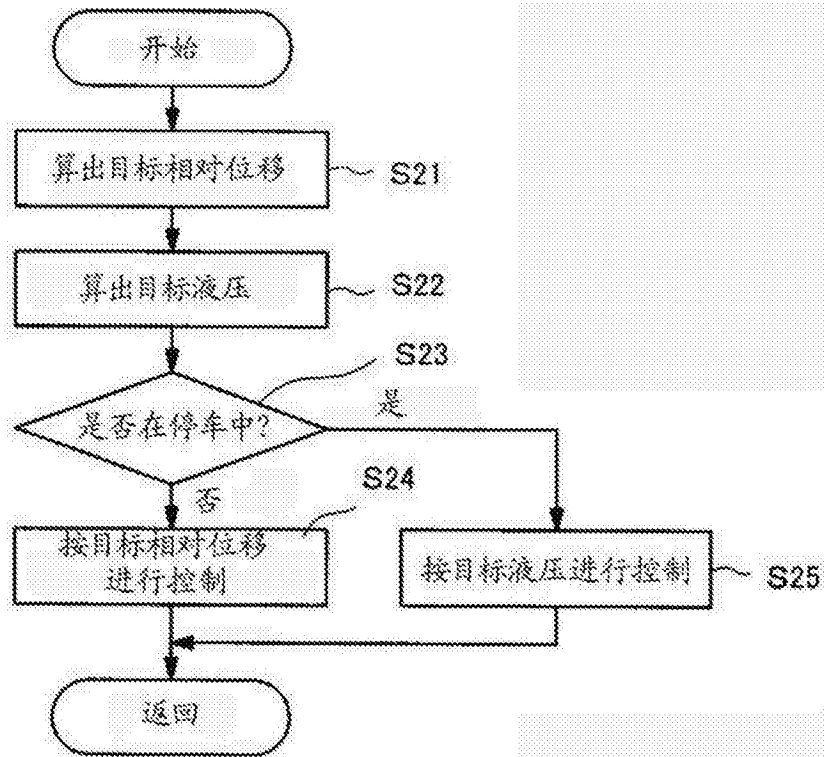 开始
算出目标相对位移
S21
算出目标液压
S22
S23
是否在停车中?
是
否
S24
按目标相对位移
进行控制
按目标液压进行控制
S25
返回